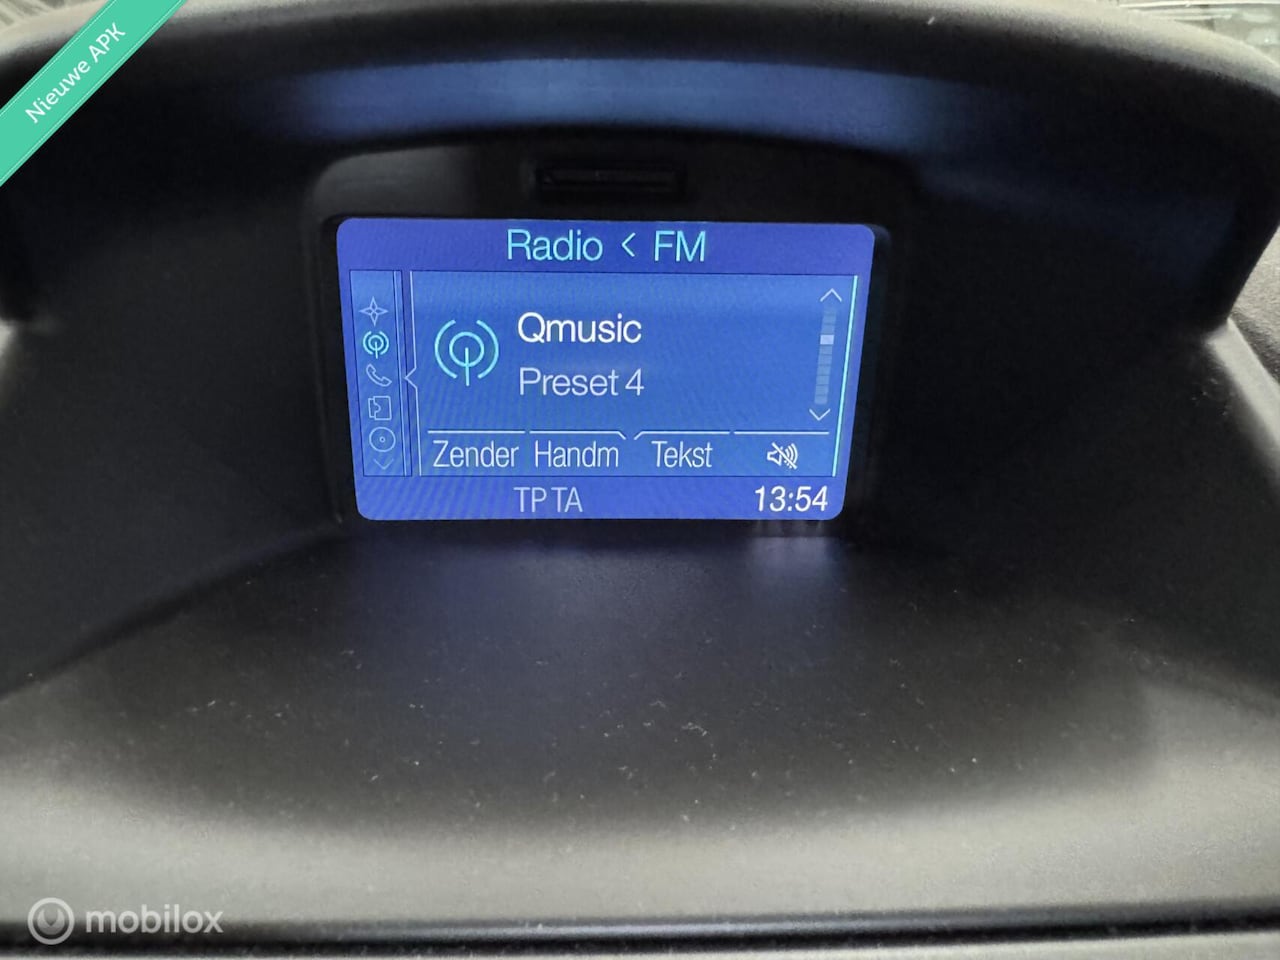 Nieuwe APK
Radio < FM
Qmusic
Preset 4
Zender Handm Tekst
TP TA 13:54
mobilox